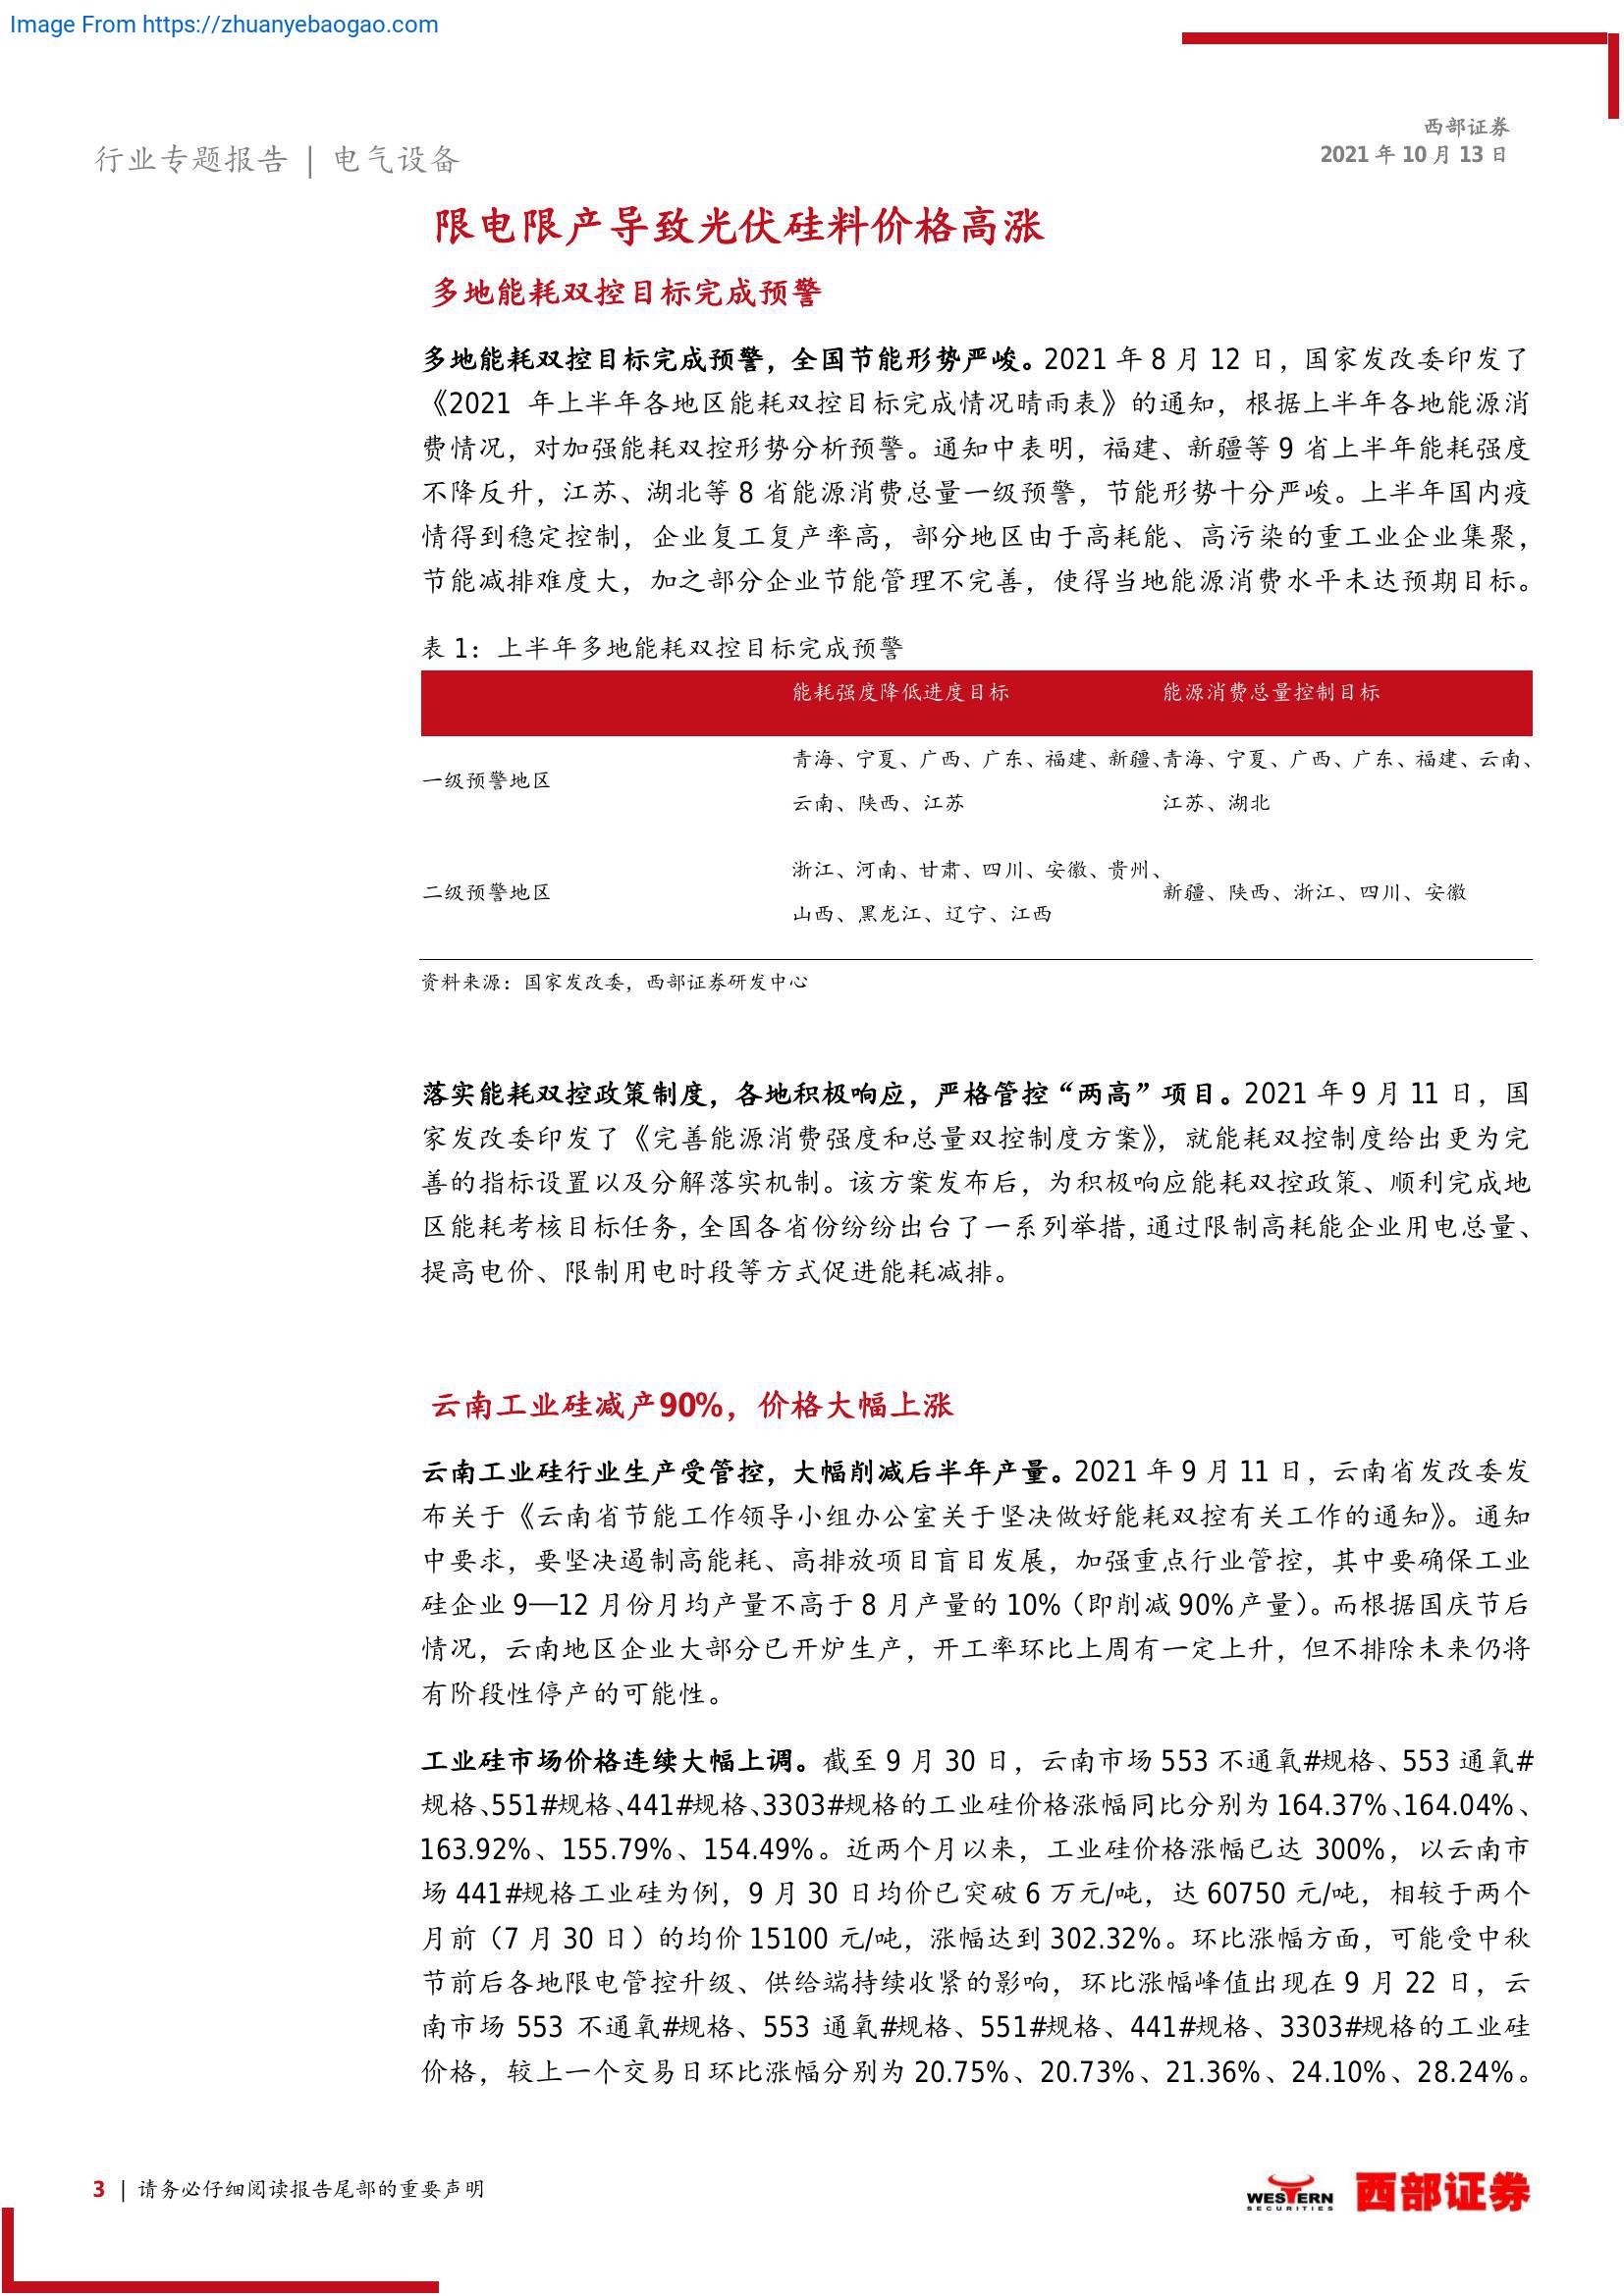 Image From https://zhuanyebaogao.com
行业专题报告 | 电气设备
西部证券
2021 年 10 月 13 日
限电限产导致光伏硅料价格高涨
多地能耗双控目标完成预警
多地能耗双控目标完成预警，全国节能形势严峻。2021 年 8 月 12 日，国家发改委印发了
《2021 年上半年各地区能耗双控目标完成情况晴雨表》的通知，根据上半年各地能源消
费情况，对加强能耗双控形势分析预警。通知中表明，福建、新疆等 9 省上半年能耗强度
不降反升，江苏、湖北等 8 省能源消费总量一级预警，节能形势十分严峻。上半年国内疫
情得到稳定控制，企业复工复产率高，部分地区由于高耗能、高污染的重工业企业集聚，
节能减排难度大，加之部分企业节能管理不完善，使得当地能源消费水平未达预期目标。
表 1：上半年多地能耗双控目标完成预警
能耗强度降低进度目标 能源消费总量控制目标
一级预警地区
青海、宁夏、广西、广东、福建、新疆、
云南、陕西、江苏
青海、宁夏、广西、广东、福建、云南、
江苏、湖北
二级预警地区
浙江、河南、甘肃、四川、安徽、贵州、
山西、黑龙江、辽宁、江西
新疆、陕西、浙江、四川、安徽
资料来源：国家发改委，西部证券研发中心
落实能耗双控政策制度，各地积极响应，严格管控“两高”项目。2021 年 9 月 11 日，国
家发改委印发了《完善能源消费强度和总量双控制度方案》，就能耗双控制度给出更为完
善的指标设置以及分解落实机制。该方案发布后，为积极响应能耗双控政策、顺利完成地
区能耗考核目标任务，全国各省份纷纷出台了一系列举措，通过限制高耗能企业用电总量、
提高电价、限制用电时段等方式促进能耗减排。
云南工业硅减产90%，价格大幅上涨
云南工业硅行业生产受管控，大幅削减后半年产量。2021 年 9 月 11 日，云南省发改委发
布关于《云南省节能工作领导小组办公室关于坚决做好能耗双控有关工作的通知》。通知
中要求，要坚决遏制高能耗、高排放项目盲目发展，加强重点行业管控，其中要确保工业
硅企业 9—12 月份月均产量不高于 8 月产量的 10%（即削减 90%产量）。而根据国庆节后
情况，云南地区企业大部分已开炉生产，开工率环比上周有一定上升，但不排除未来仍将
有阶段性停产的可能性。
工业硅市场价格连续大幅上调。截至 9 月 30 日，云南市场 553 不通氧#规格、553 通氧#
规格、551#规格、441#规格、3303#规格的工业硅价格涨幅同比分别为 164.37%、164.04%、
163.92%、155.79%、154.49%。近两个月以来，工业硅价格涨幅已达 300%，以云南市
场 441#规格工业硅为例，9 月 30 日均价已突破 6 万元/吨，达 60750 元/吨，相较于两个
月前（7 月 30 日）的均价 15100 元/吨，涨幅达到 302.32%。环比涨幅方面，可能受中秋
节前后各地限电管控升级、供给端持续收紧的影响，环比涨幅峰值出现在 9 月 22 日，云
南市场 553 不通氧#规格、553 通氧#规格、551#规格、441#规格、3303#规格的工业硅
价格，较上一个交易日环比涨幅分别为 20.75%、20.73%、21.36%、24.10%、28.24%。
3 | 请务必仔细阅读报告尾部的重要声明
WESTERN
SECURITIES
西部证券